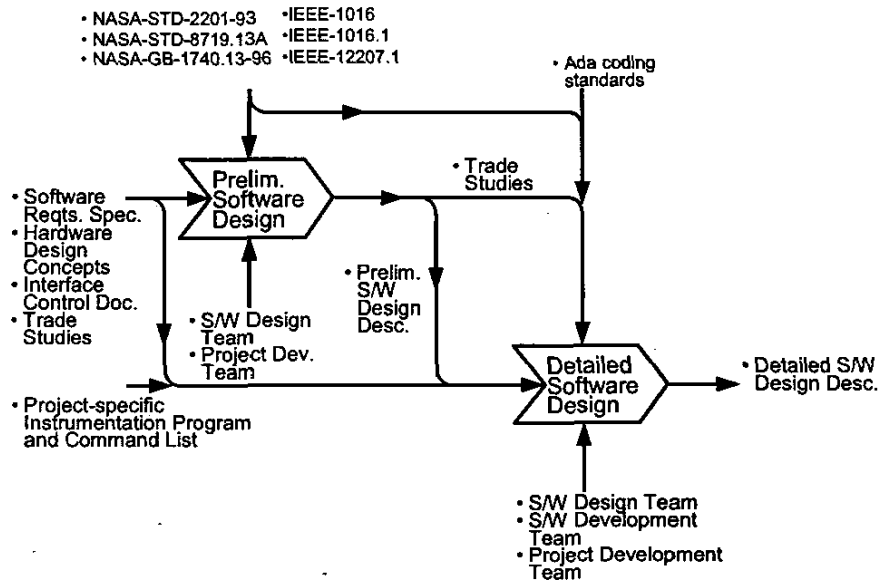 • NASA-STD-2201-93 •IEEE-1016
• NASA-STD-8719.13A •IEEE-1016.1
• NASA-GB-1740.13-96 •IEEE-12207.1
• Ada coding
standards
Prelim.
Software
Design
• Trade
Studies
• Software
Reqts. Spec.
• Hardware
Design
Concepts
• Interface
Control Doc.
• Trade
Studies
• Prelim.
S/W
Design
Desc.
• S/W Design
Team
• Project Dev.
Team
Detailed
Software
Design
• Detailed S/W
Design Desc.
• Project-specific
Instrumentation Program
and Command List
• S/W Design Team
• S/W Development
Team
• Project Development
Team